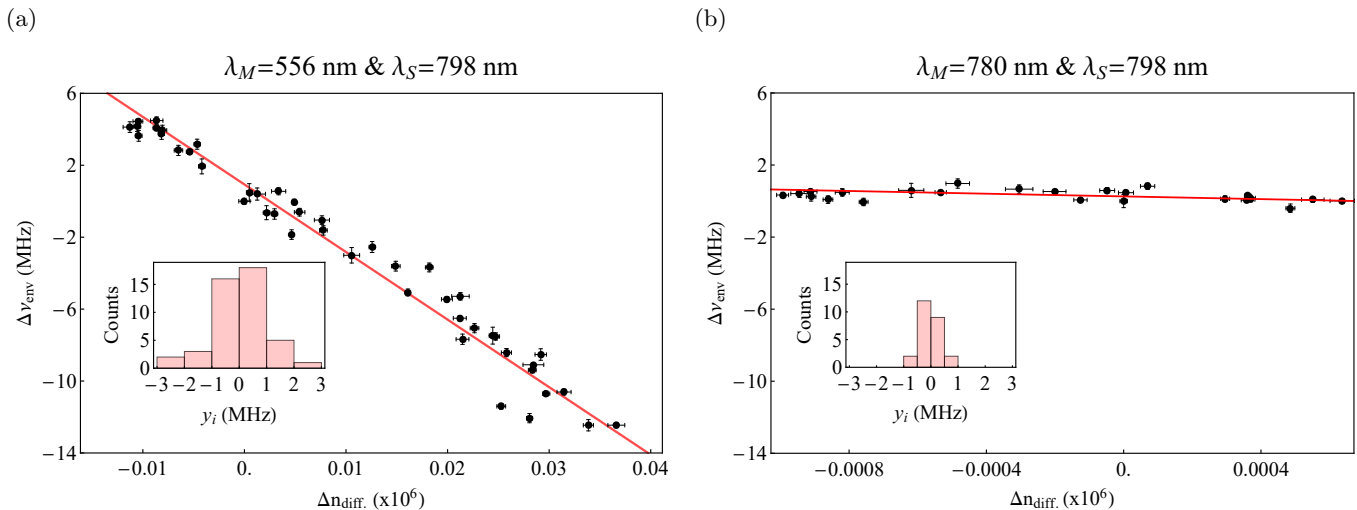 (a)
λ_M=556 nm & λ_S=798 nm
6
2
−2
−6
−10
−14
Δν_env (MHz)
−0.01
0.
0.01
0.02
0.03
0.04
Δn_diff. (x10^6)
15
10
5
0
Counts
−3 −2 −1 0 1 2 3
y_i (MHz)
(b)
λ_M=780 nm & λ_S=798 nm
6
2
−2
−6
−10
−14
Δν_env (MHz)
−0.0008
−0.0004
0.
0.0004
Δn_diff. (x10^6)
15
10
5
0
Counts
−3 −2 −1 0 1 2 3
y_i (MHz)